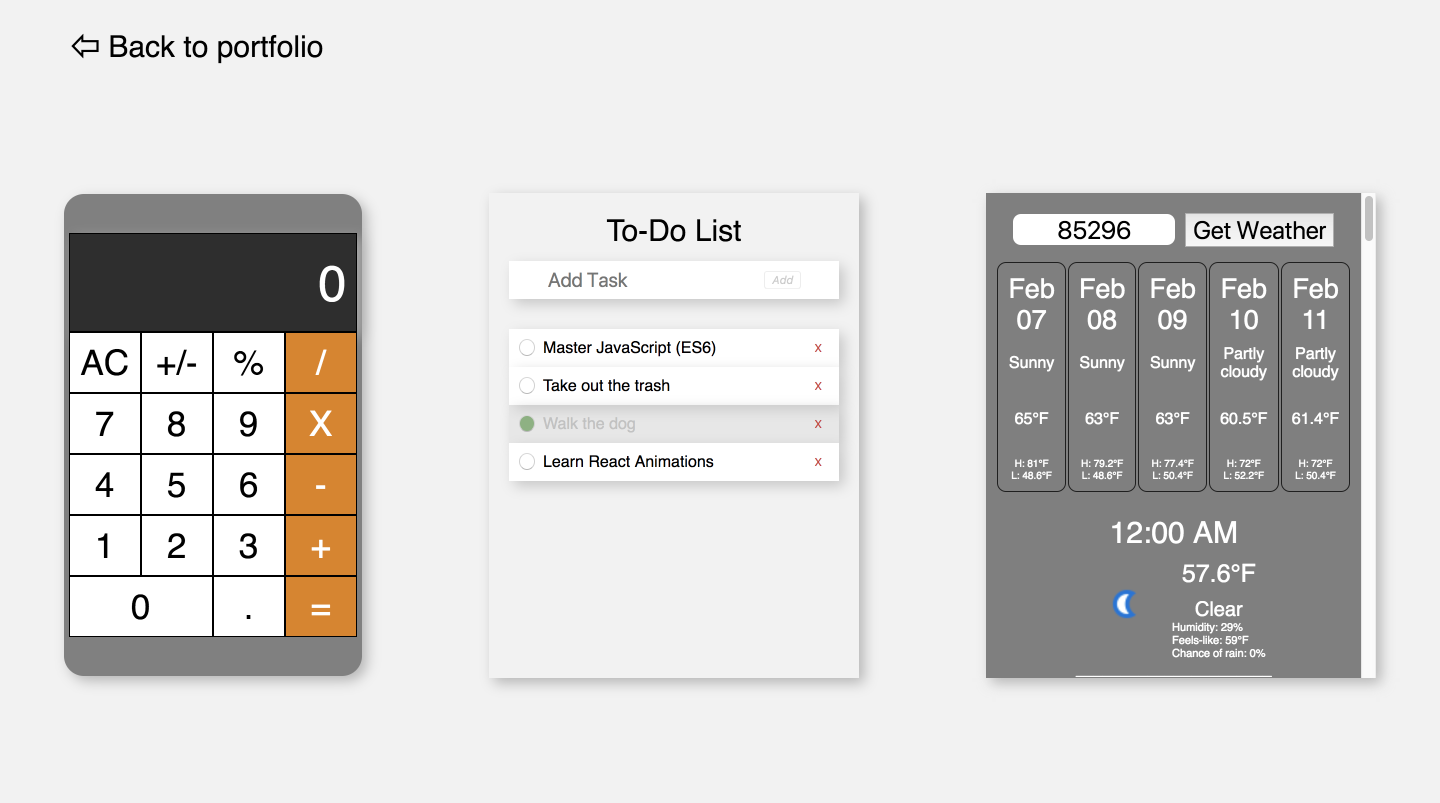 ⇦ Back to portfolio
0
AC +/- % /
7 8 9 X
4 5 6 -
1 2 3 +
0 . =
To-Do List
Add Task Add
Master JavaScript (ES6) x
Take out the trash x
Walk the dog x
Learn React Animations x
85296 Get Weather
Feb 07
Sunny
65°F
H: 81°F
L: 48.6°F
Feb 08
Sunny
63°F
H: 79.2°F
L: 48.6°F
Feb 09
Sunny
63°F
H: 77.4°F
L: 50.4°F
Feb 10
Partly cloudy
60.5°F
H: 72°F
L: 52.2°F
Feb 11
Partly cloudy
61.4°F
H: 72°F
L: 50.4°F
12:00 AM
57.6°F
Clear
Humidity: 29%
Feels-like: 59°F
Chance of rain: 0%